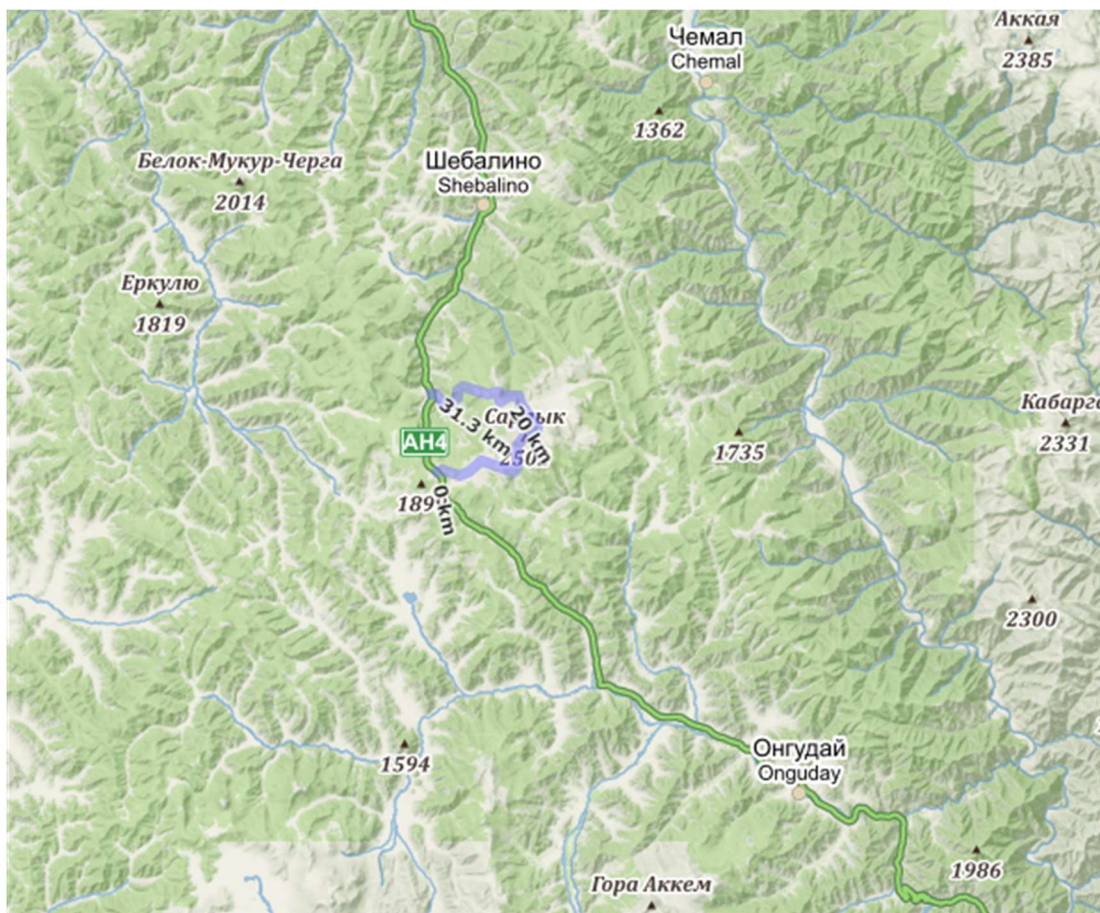 Аккая
2385
Чемал
Chemal
1362
Белок-Мукур-Черга
2014
Шебалино
Shebalino
Еркулю
1819
31.3 km
20 km
AH4
250
Кабарга
2331
1735
189
0 km
2300
1594
Онгудай
Onguday
1986
Гора Аккем